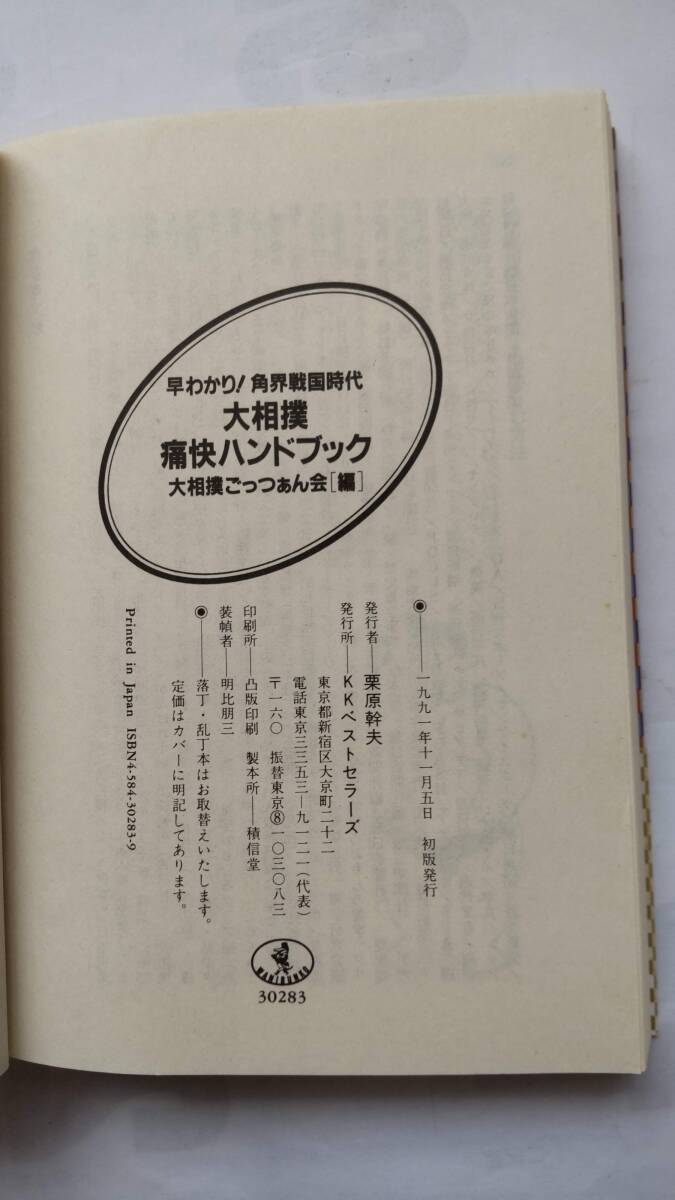 早わかり!角界戦国時代
大相撲
痛快ハンドブック
大相撲ごっつぁん会[編]
◉――一九九一年十一月五日 初版発行
発行者――栗原幹夫
発行所――KKベストセラーズ
東京都新宿区大京町二十二
電話東京三三五三―九一二一(代表)
〒一六〇 振替東京⑧一〇三〇八三
印刷所――凸版印刷 製本所――積信堂
装幀者――明比朋三
◉――落丁・乱丁本はお取替えいたします。
定価はカバーに明記してあります。
Printed in Japan ISBN4-584-30283-9
WANIBUNKO
30283